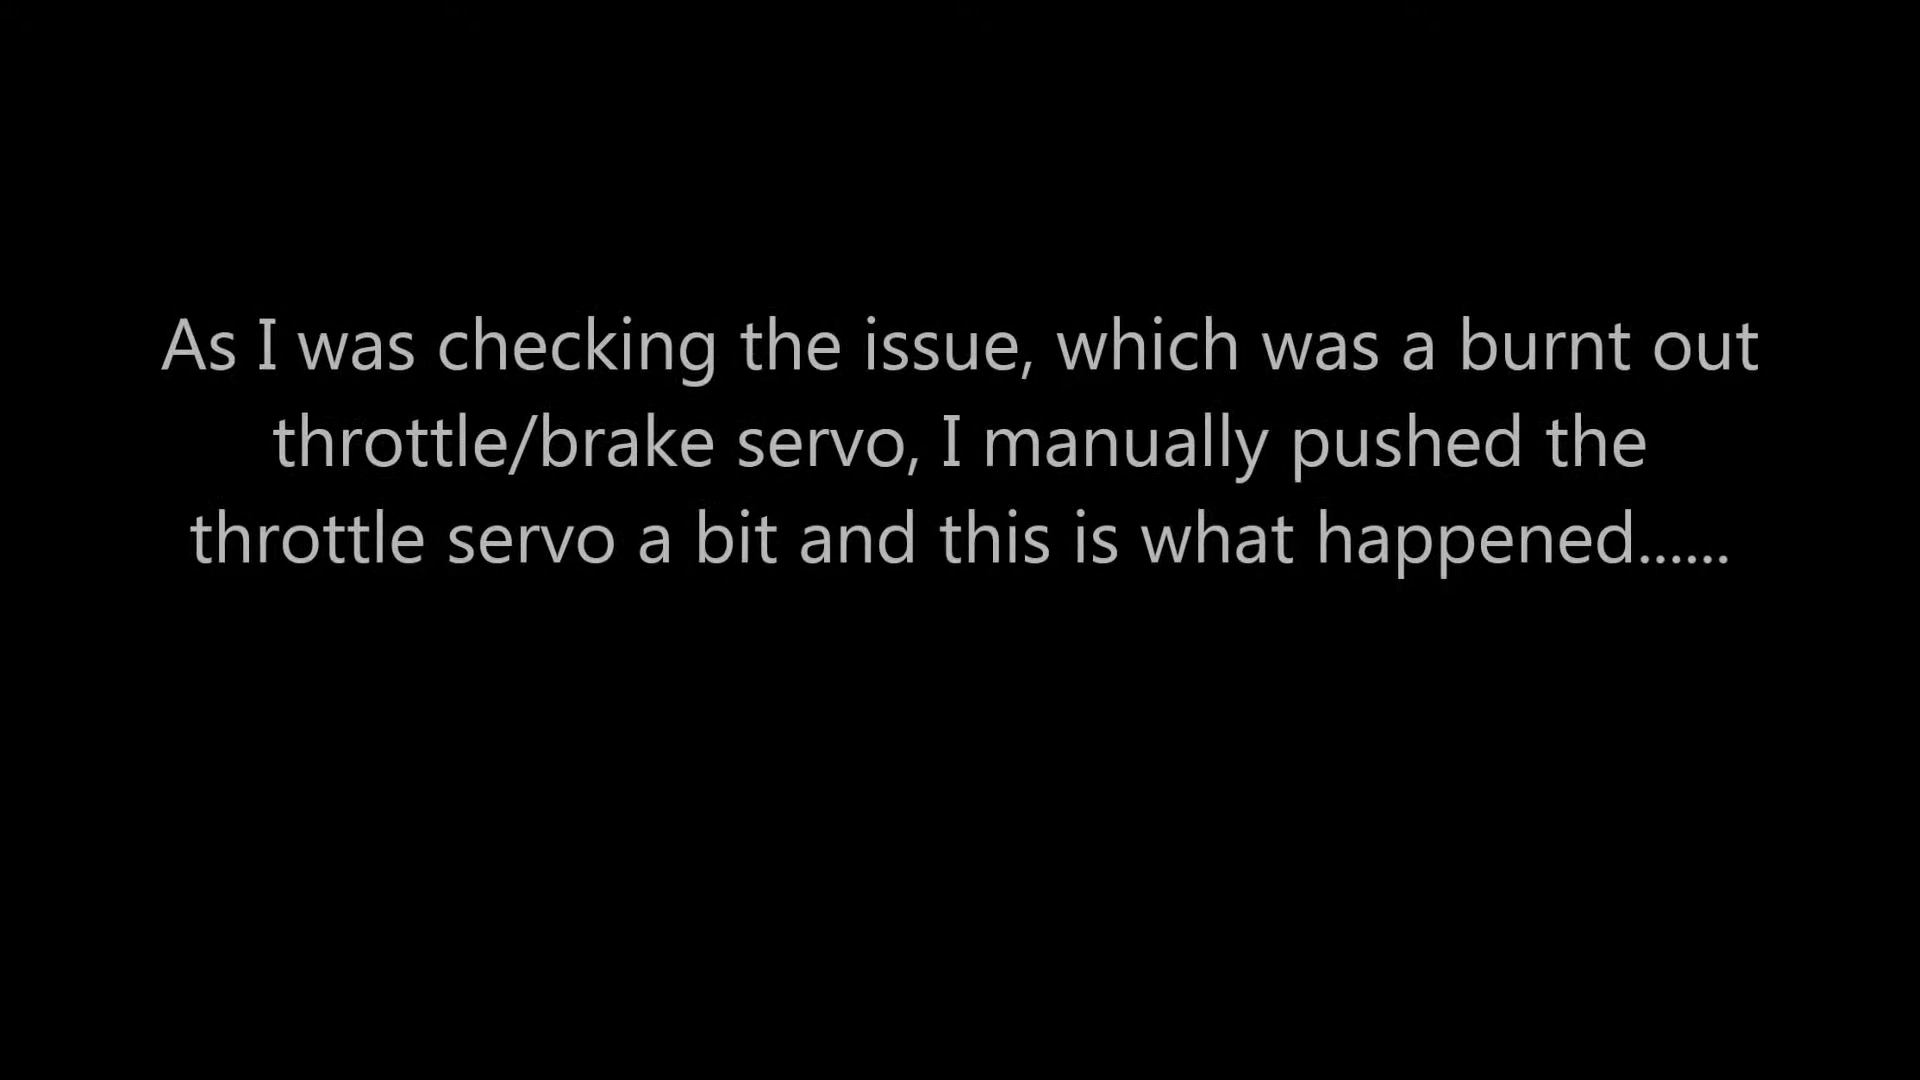 As I was checking the issue, which was a burnt out
throttle/brake servo, I manually pushed the
throttle servo a bit and this is what happened......